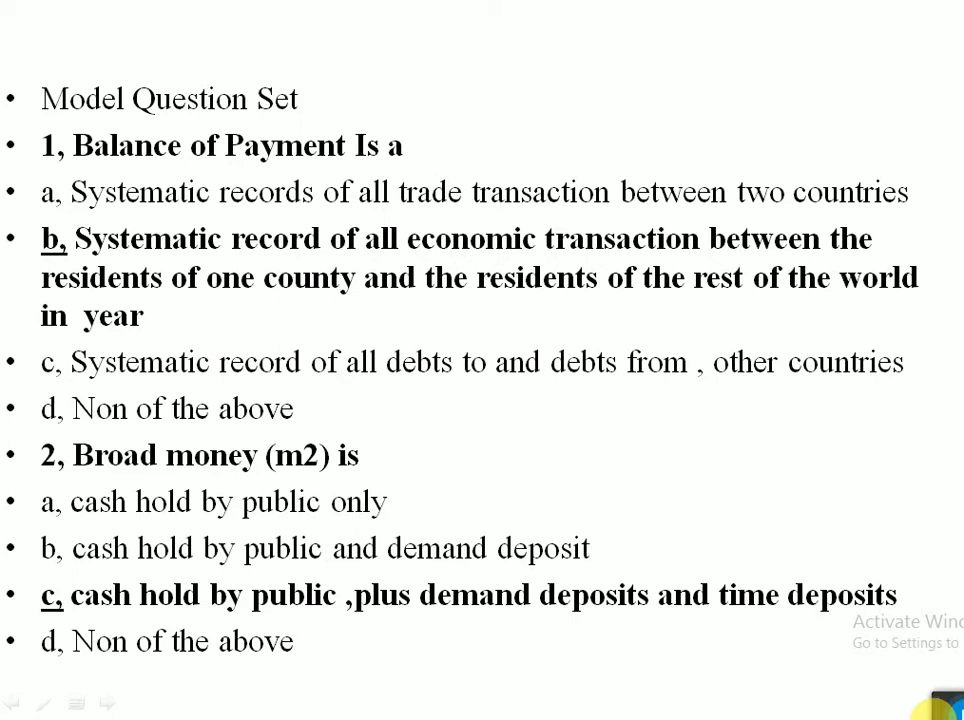 • Model Question Set
• 1, Balance of Payment Is a
• a, Systematic records of all trade transaction between two countries
• b, Systematic record of all economic transaction between the
residents of one county and the residents of the rest of the world
in year
• c, Systematic record of all debts to and debts from , other countries
• d, Non of the above
• 2, Broad money (m2) is
• a, cash hold by public only
• b, cash hold by public and demand deposit
• c, cash hold by public ,plus demand deposits and time deposits
• d, Non of the above
Activate Wind
Go to Settings to